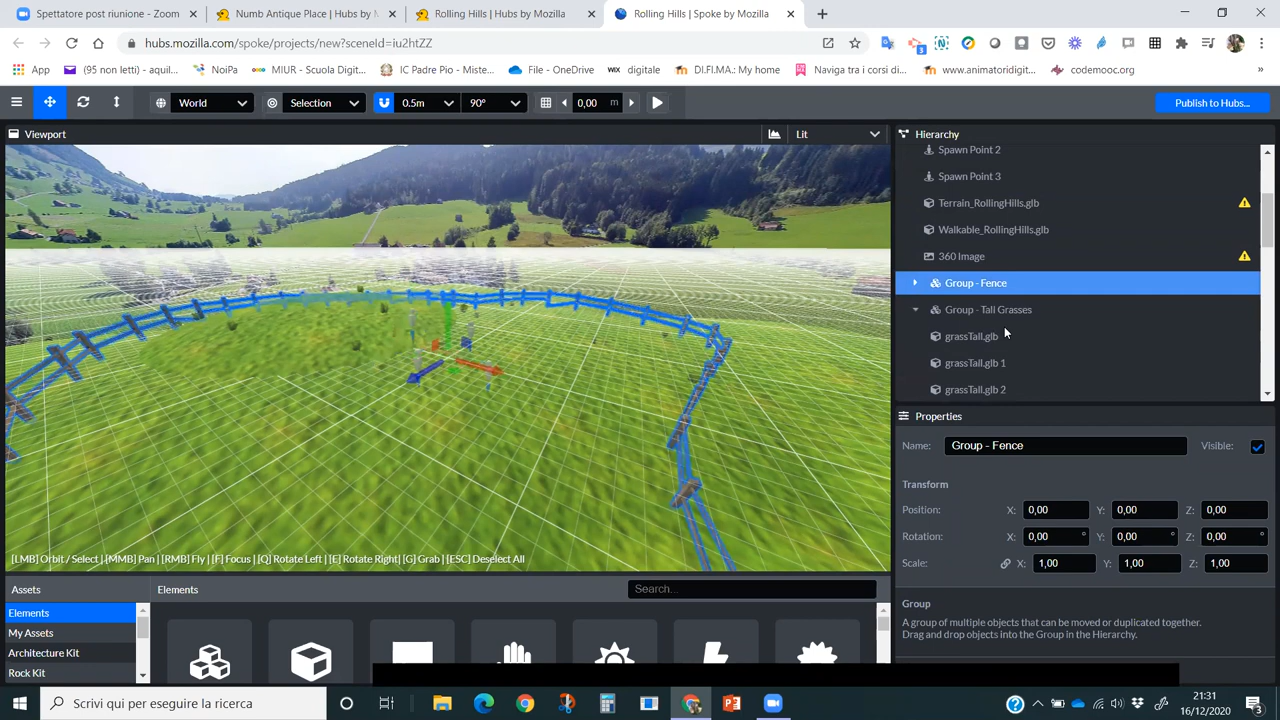 Spettatore post riunione - Zoom
Numb Antique Place | Hubs by M
Rolling Hills | Hubs by Mozilla
Rolling Hills | Spoke by Mozilla
hubs.mozilla.com/spoke/projects/new?sceneId=iu2htZZ
3
App
(95 non letti) - aquil...
NoiPa
MIUR - Scuola Digit...
IC Padre Pio - Miste...
File - OneDrive
WIX digitale
DI.FI.MA.: My home
Naviga tra i corsi di...
www.animatoridigit...
codemooc.org
World
Selection
0.5m
90°
0,00 m
Publish to Hubs...
Viewport
Lit
Hierarchy
Spawn Point 2
Spawn Point 3
Terrain_RollingHills.glb
Walkable_RollingHills.glb
360 Image
Group - Fence
Group - Tall Grasses
grassTall.glb
grassTall.glb 1
grassTall.glb 2
Properties
Name: Group - Fence Visible:
Transform
Position: X: 0,00 Y: 0,00 Z: 0,00
Rotation: X: 0,00 ° Y: 0,00 ° Z: 0,00 °
Scale: X: 1,00 Y: 1,00 Z: 1,00
Group
A group of multiple objects that can be moved or duplicated together.
Drag and drop objects into the Group in the Hierarchy.
[LMB] Orbit / Select | [MMB] Pan | [RMB] Fly | [F] Focus | [Q] Rotate Left | [E] Rotate Right | [G] Grab | [ESC] Deselect All
Assets
Elements
Search...
Elements
My Assets
Architecture Kit
Rock Kit
Scrivi qui per eseguire la ricerca
21:31
16/12/2020
3